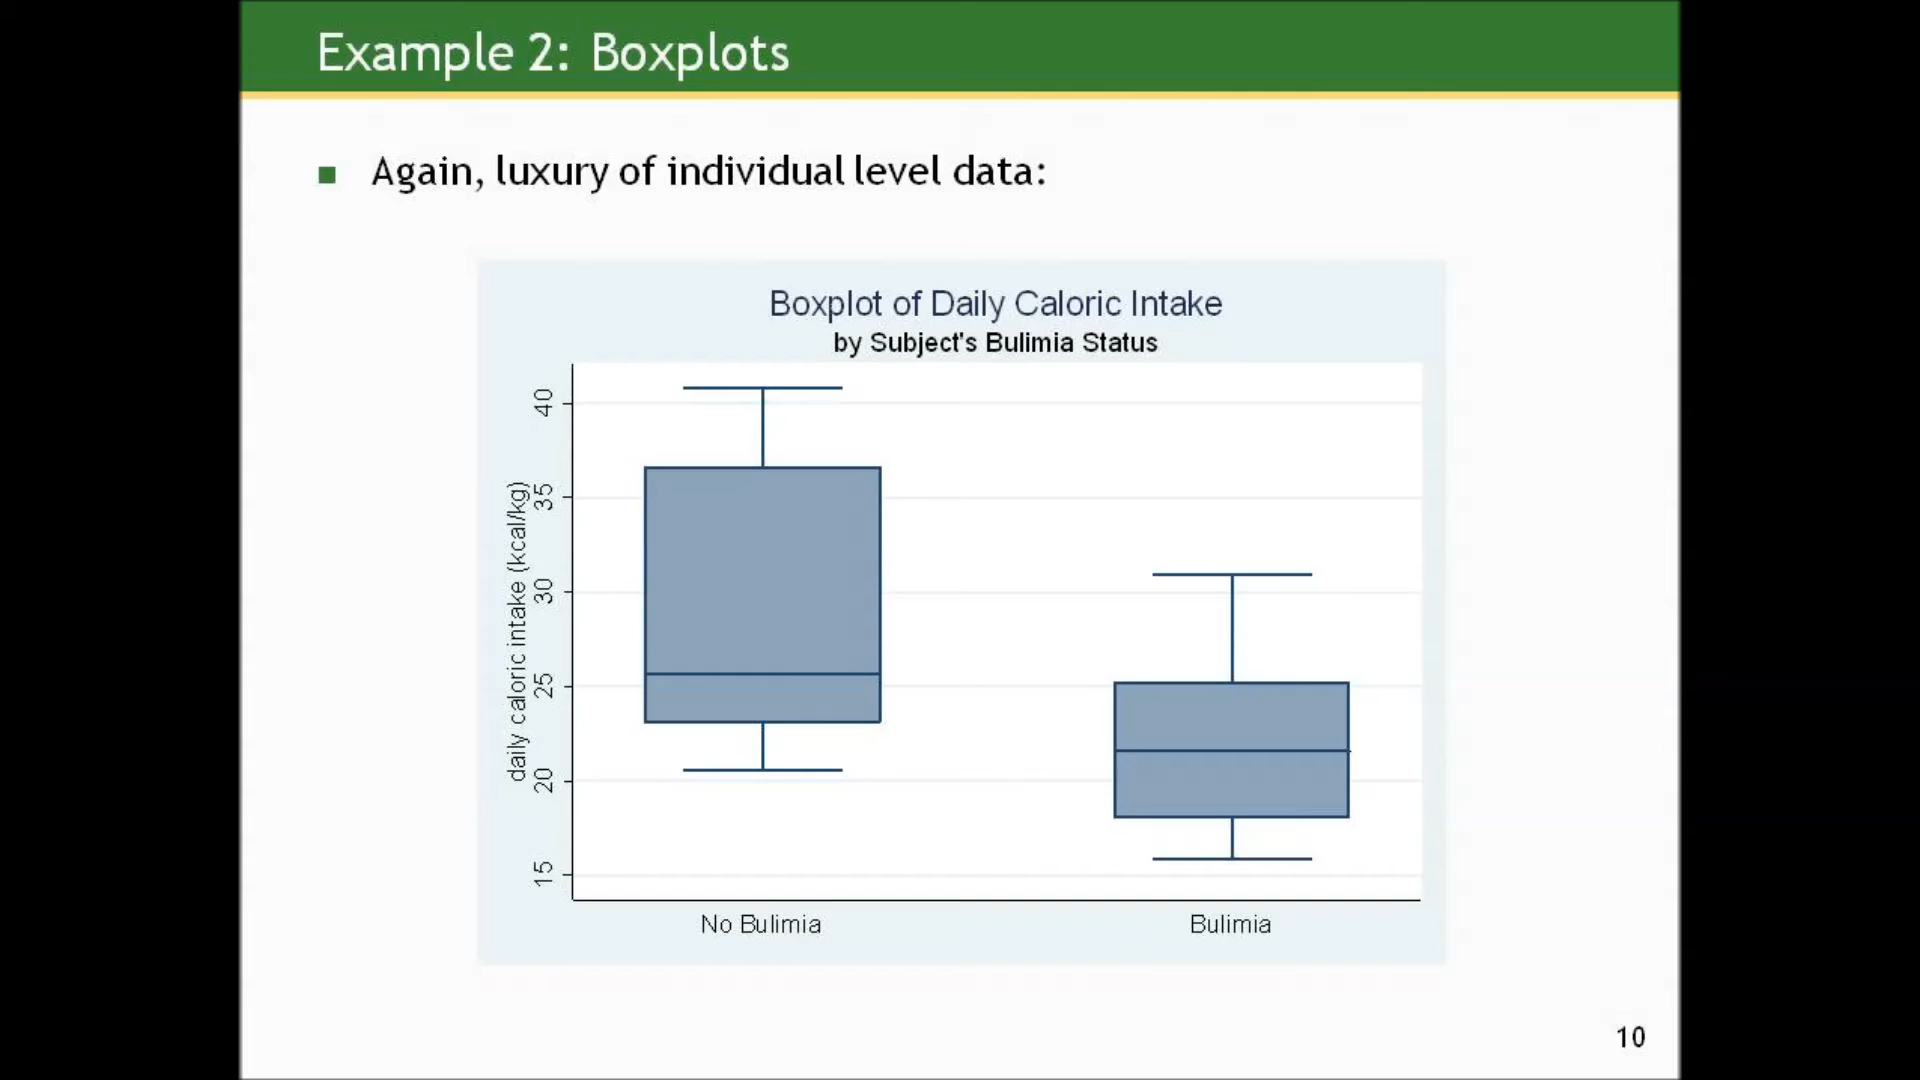 Example 2: Boxplots
Again, luxury of individual level data:
Boxplot of Daily Caloric Intake
by Subject's Bulimia Status
daily caloric intake (kcal/kg)
40
35
30
25
20
15
No Bulimia
Bulimia
10